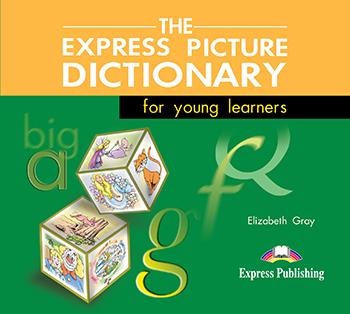 THE
EXPRESS PICTURE
DICTIONARY
for young learners
big
a
f
Q
g
Elizabeth Gray
Express Publishing